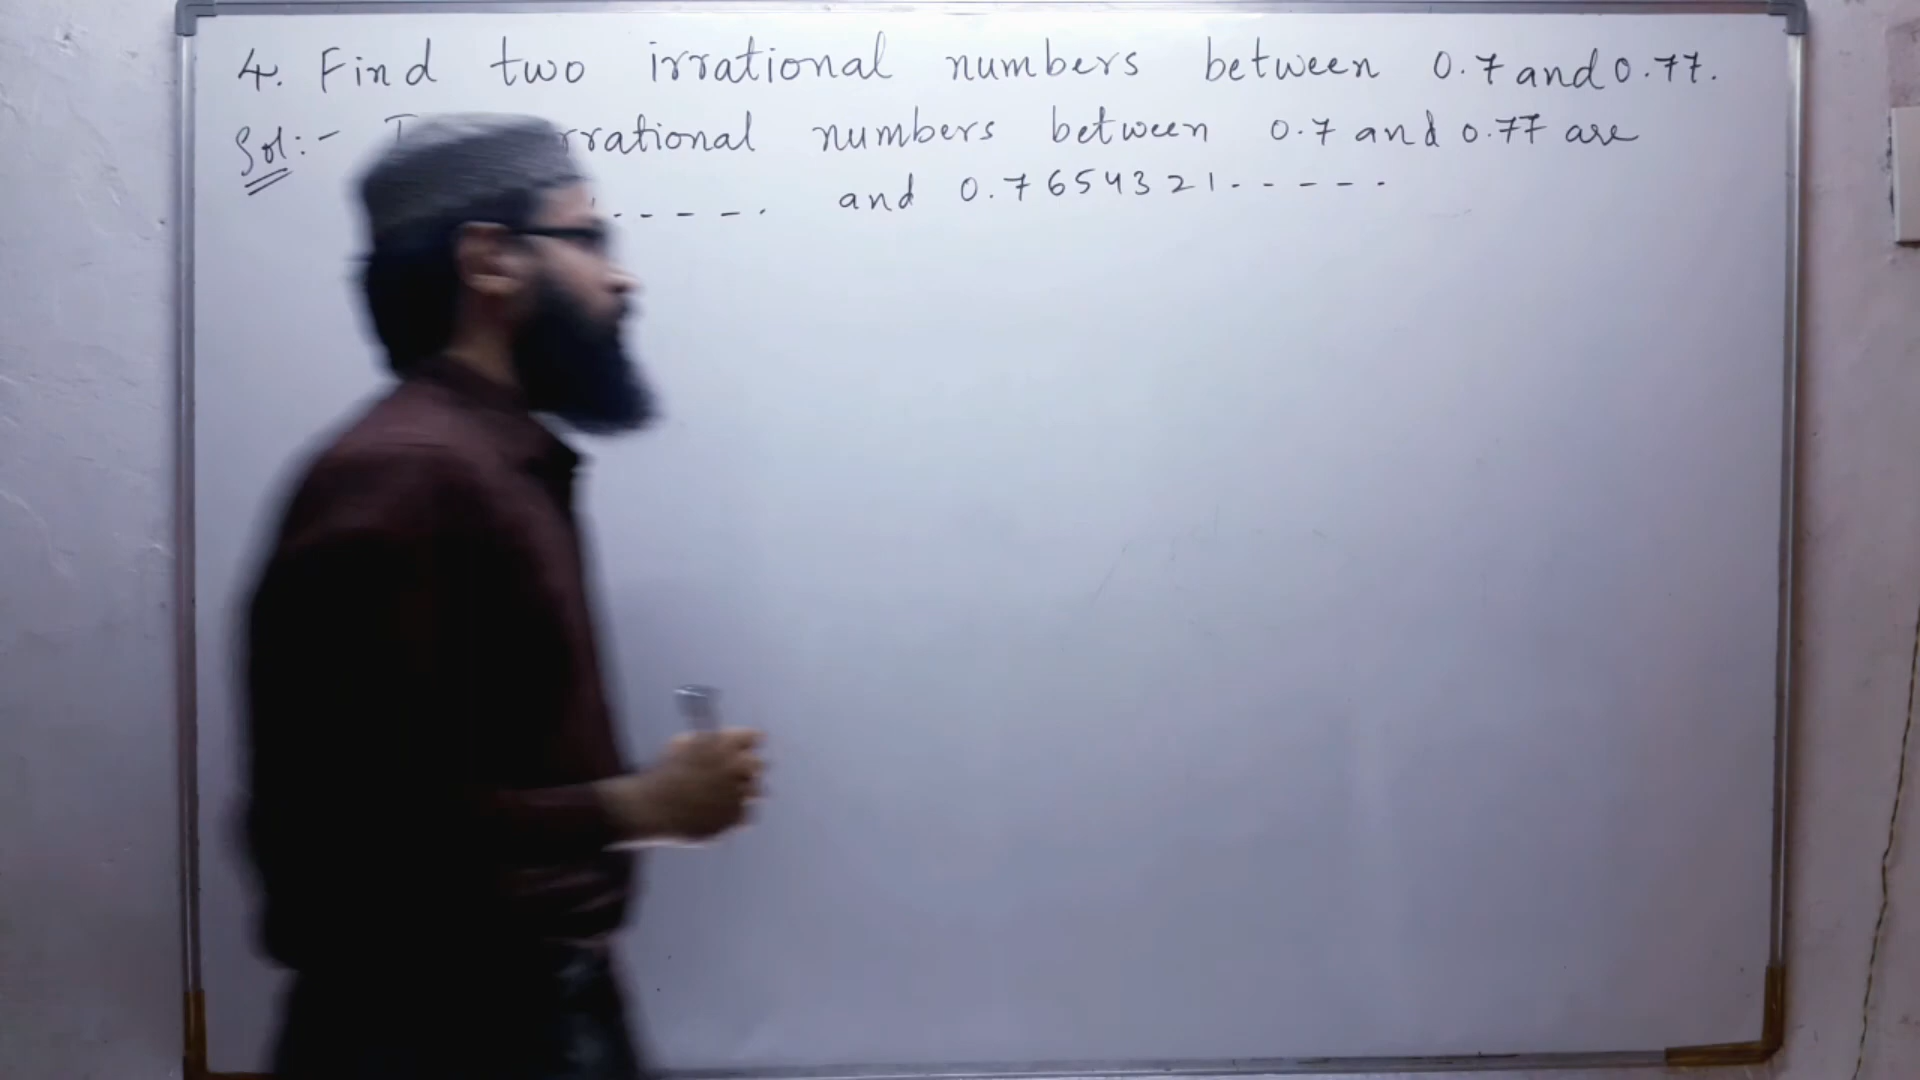 4. Find two irrational numbers between 0.7 and 0.77.
Sol:- numbers between 0.7 and 0.77 are
- - - - . and 0.7654321 - - - - - .